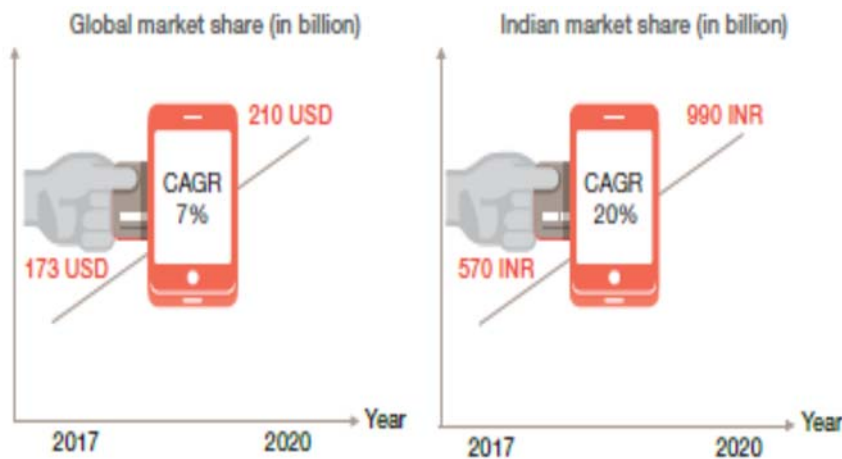 Global market share (in billion)
210 USD
CAGR
7%
173 USD
Year
2017 2020
Indian market share (in billion)
990 INR
CAGR
20%
570 INR
Year
2017 2020